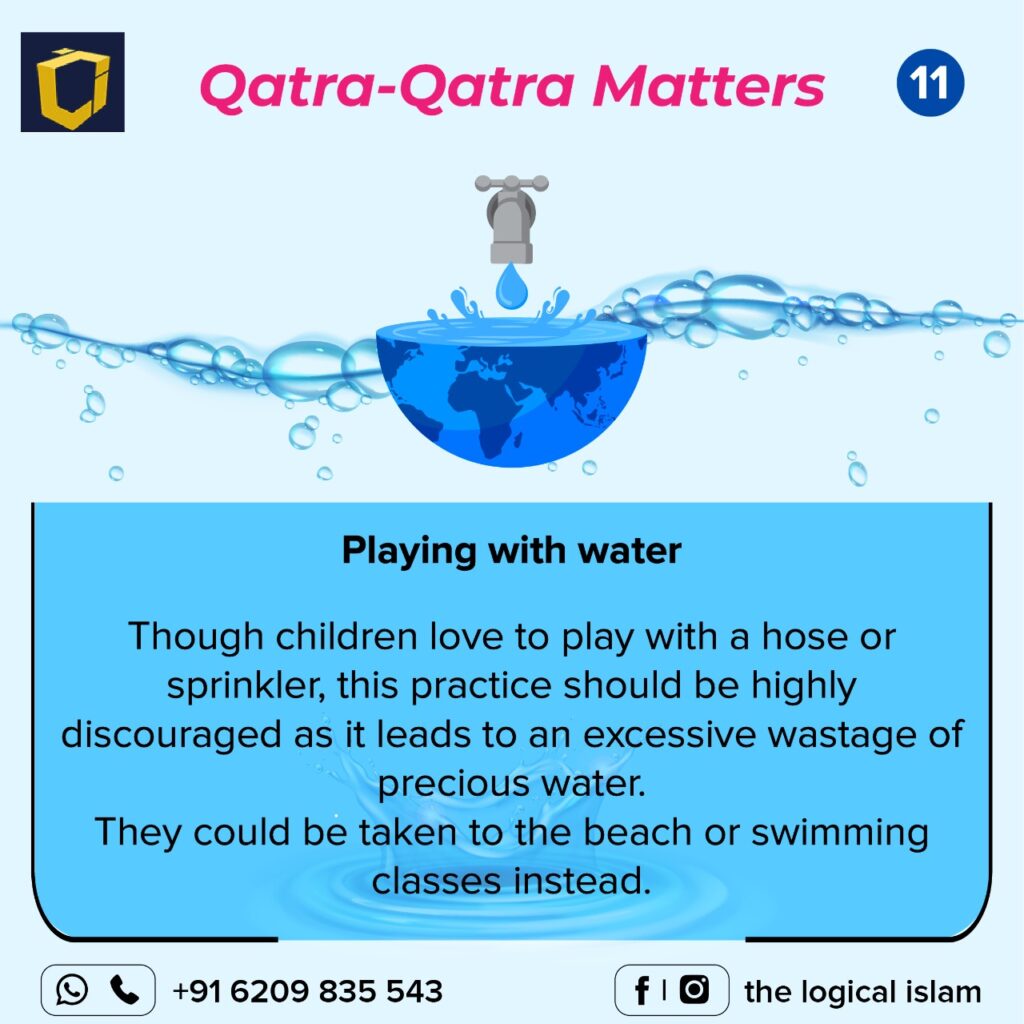 Qatra-Qatra Matters
11
Playing with water
Though children love to play with a hose or
sprinkler, this practice should be highly
discouraged as it leads to an excessive wastage of
precious water.
They could be taken to the beach or swimming
classes instead.
+91 6209 835 543
the logical islam